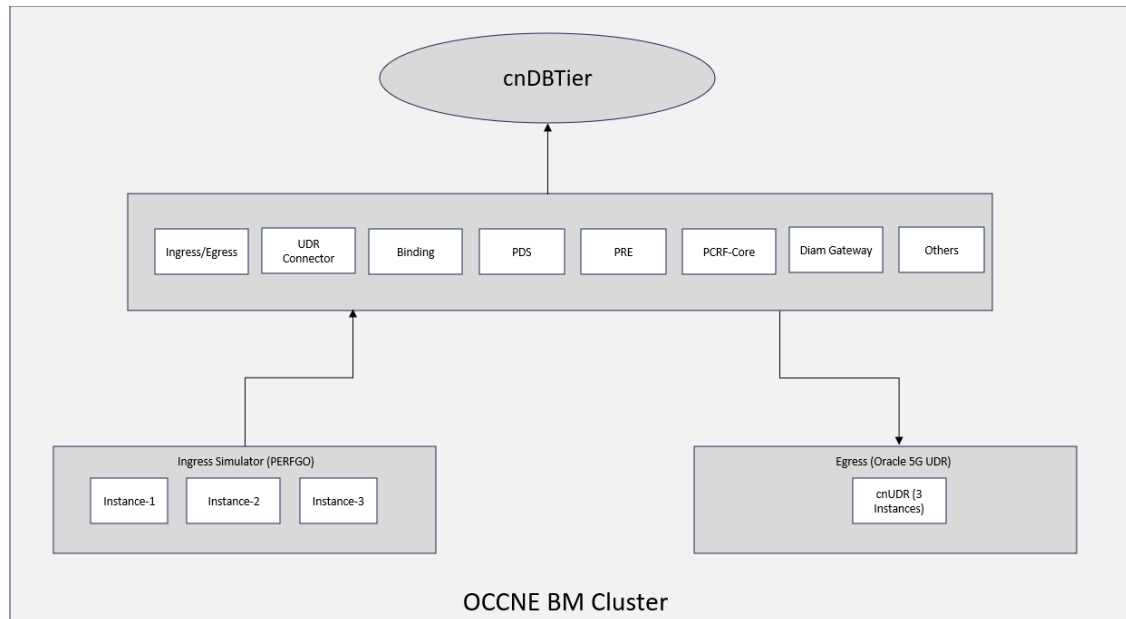 cnDBTier
Ingress/Egress
UDR
Connector
Binding
PDS
PRE
PCRF-Core
Diam Gateway
Others
Ingress Simulator (PERFGO)
Instance-1
Instance-2
Instance-3
Egress (Oracle 5G UDR)
cnUDR (3
Instances)
OCCNE BM Cluster